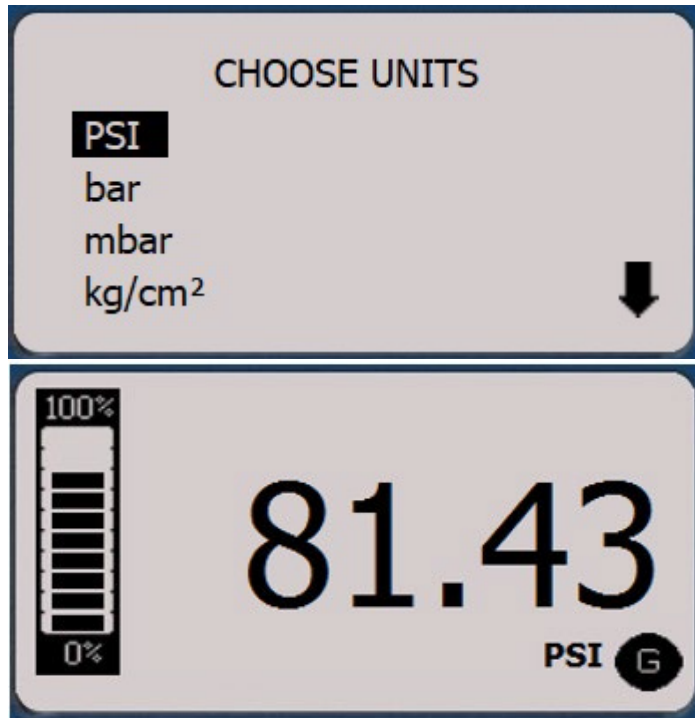 CHOOSE UNITS
PSI
bar
mbar
kg/cm²
100%
81.43
0%
PSI G